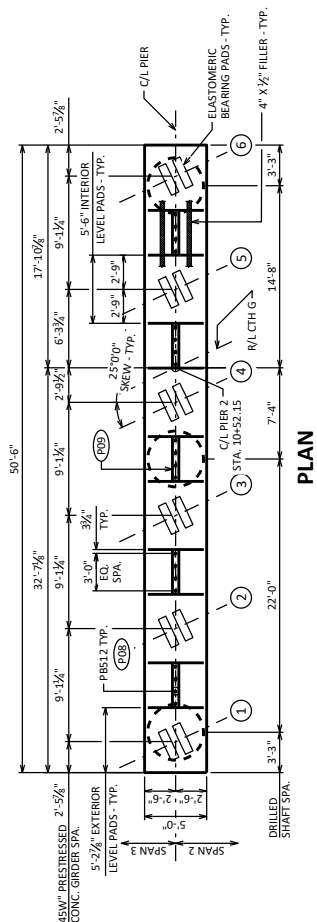 50'-6"
32'-7⅞"
17'-10⅛"
2'-5⅞"
9'-1¼"
9'-1¼"
9'-1¼"
2'-9½"
6'-3¾"
9'-1¼"
2'-5⅞"
45W" PRESTRESSED
CONC. GIRDER SPA.
5'-2⅞" EXTERIOR
LEVEL PADS - TYP.
PBS12 TYP.
P08
3'-0"
EQ.
SPA.
3¾"
TYP.
P09
25°0'0"
SKEW - TYP.
2'-9"
2'-9"
5'-6" INTERIOR
LEVEL PADS - TYP.
C/L PIER
ELASTOMERIC
BEARING PADS - TYP.
4" X ½" FILLER - TYP.
SPAN 3
SPAN 2
5'-0"
2'-6"
2'-6"
1
2
3
4
5
6
C/L PIER 2
STA. 10+52.15
R/L CTH G
DRILLED
SHAFT SPA.
3'-3"
22'-0"
7'-4"
14'-8"
3'-3"
PLAN